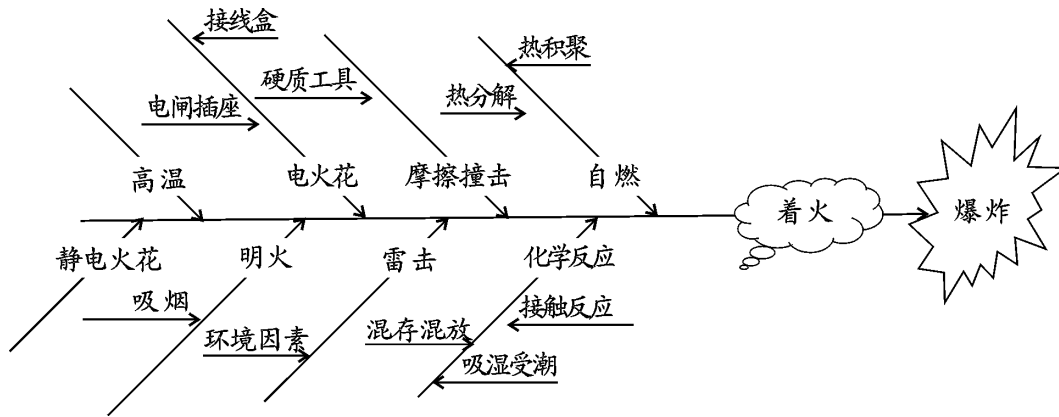 接线盒
热积聚
硬质工具
热分解
电闸插座
高温
电火花
摩擦撞击
自燃
着火
爆炸
静电火花
明火
雷击
化学反应
吸烟
接触反应
环境因素
混存混放
吸湿受潮